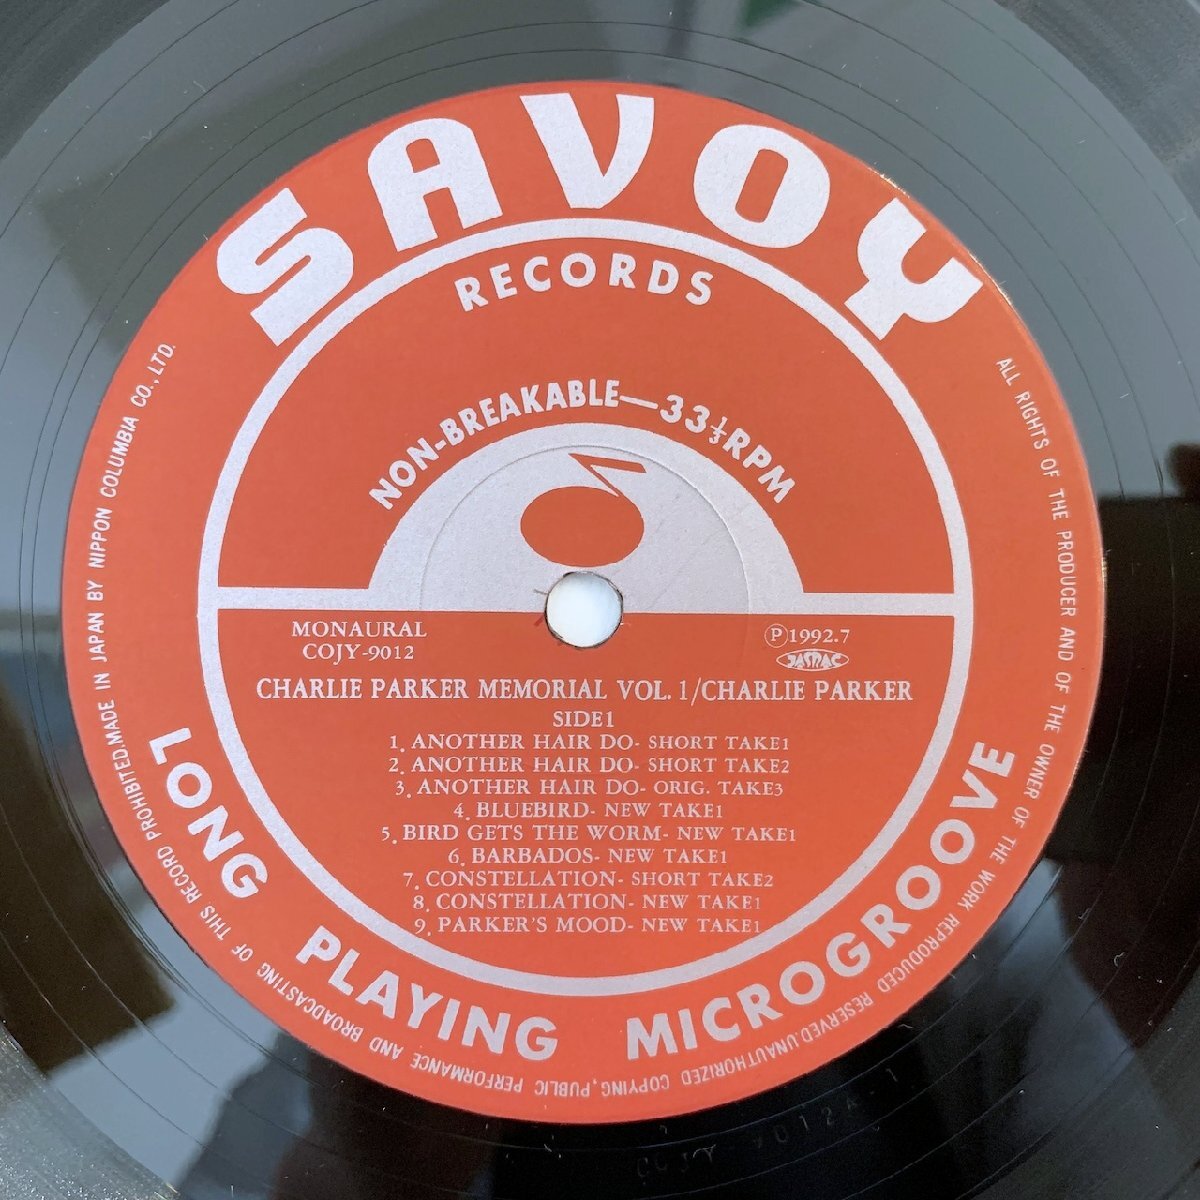 SAVOY
RECORDS
NON-BREAKABLE—33⅓RPM
MONAURAL
COJY-9012
Ⓟ1992.7
JASRAC
CHARLIE PARKER MEMORIAL VOL. 1/CHARLIE PARKER
SIDE1
1. ANOTHER HAIR DO- SHORT TAKE1
2. ANOTHER HAIR DO- SHORT TAKE2
3. ANOTHER HAIR DO- ORIG. TAKE3
4. BLUEBIRD- NEW TAKE1
5. BIRD GETS THE WORM- NEW TAKE1
6. BARBADOS- NEW TAKE1
7. CONSTELLATION- SHORT TAKE2
8. CONSTELLATION- NEW TAKE1
9. PARKER'S MOOD- NEW TAKE1
LONG PLAYING MICROGROOVE
ALL RIGHTS OF THE PRODUCER AND OF THE OWNER OF THE WORK REPRODUCED RESERVED.UNAUTHORIZED COPYING,PUBLIC PERFORMANCE AND BROADCASTING OF THIS RECORD PROHIBITED.MADE IN JAPAN BY NIPPON COLUMBIA CO.,LTD.